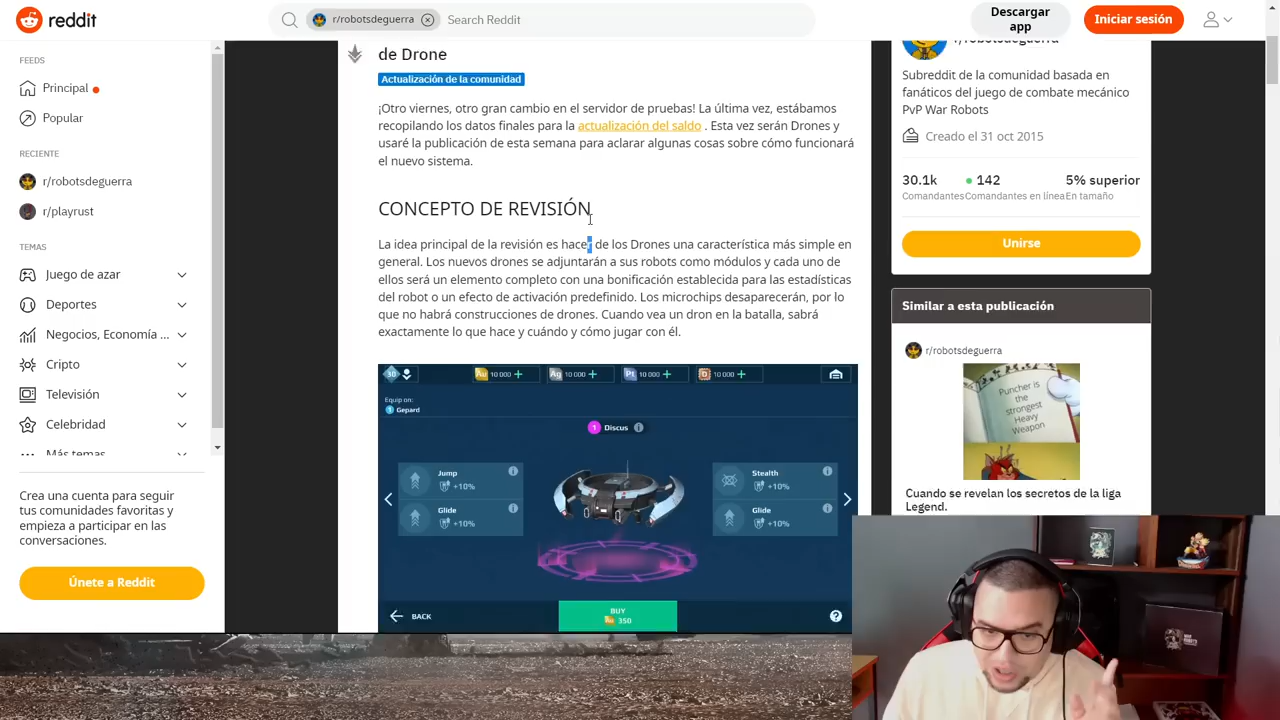 reddit
r/robotsdeguerra
Search Reddit
Descargar
app
Iniciar sesión
FEEDS
Principal
Popular
RECIENTE
r/robotsdeguerra
r/playrust
TEMAS
Juego de azar
Deportes
Negocios, Economía ...
Cripto
Televisión
Celebridad
Más temas
Crea una cuenta para seguir
tus comunidades favoritas y
empieza a participar en las
conversaciones.
Únete a Reddit
de Drone
Actualización de la comunidad
¡Otro viernes, otro gran cambio en el servidor de pruebas! La última vez, estábamos
recopilando los datos finales para la actualización del saldo . Esta vez serán Drones y
usaré la publicación de esta semana para aclarar algunas cosas sobre cómo funcionará
el nuevo sistema.
CONCEPTO DE REVISIÓN
La idea principal de la revisión es hacer de los Drones una característica más simple en
general. Los nuevos drones se adjuntarán a sus robots como módulos y cada uno de
ellos será un elemento completo con una bonificación establecida para las estadísticas
del robot o un efecto de activación predefinido. Los microchips desaparecerán, por lo
que no habrá construcciones de drones. Cuando vea un dron en la batalla, sabrá
exactamente lo que hace y cuándo y cómo jugar con él.
30
Au 10 000 +
Ag 10 000 +
Pt 10 000 +
10 000 +
Equip on:
1 Gepard
1 Discus
Jump
+10%
Glide
+10%
Stealth
+10%
Glide
+10%
BACK
BUY
350
?
r/robotsdeguerra
Subreddit de la comunidad basada en
fanáticos del juego de combate mecánico
PvP War Robots
Creado el 31 oct 2015
30.1k
142
5% superior
Comandantes
Comandantes en línea
En tamaño
Unirse
Similar a esta publicación
r/robotsdeguerra
Puncher is
the
strongest
Heavy
Weapon
Cuando se revelan los secretos de la liga
Legend.